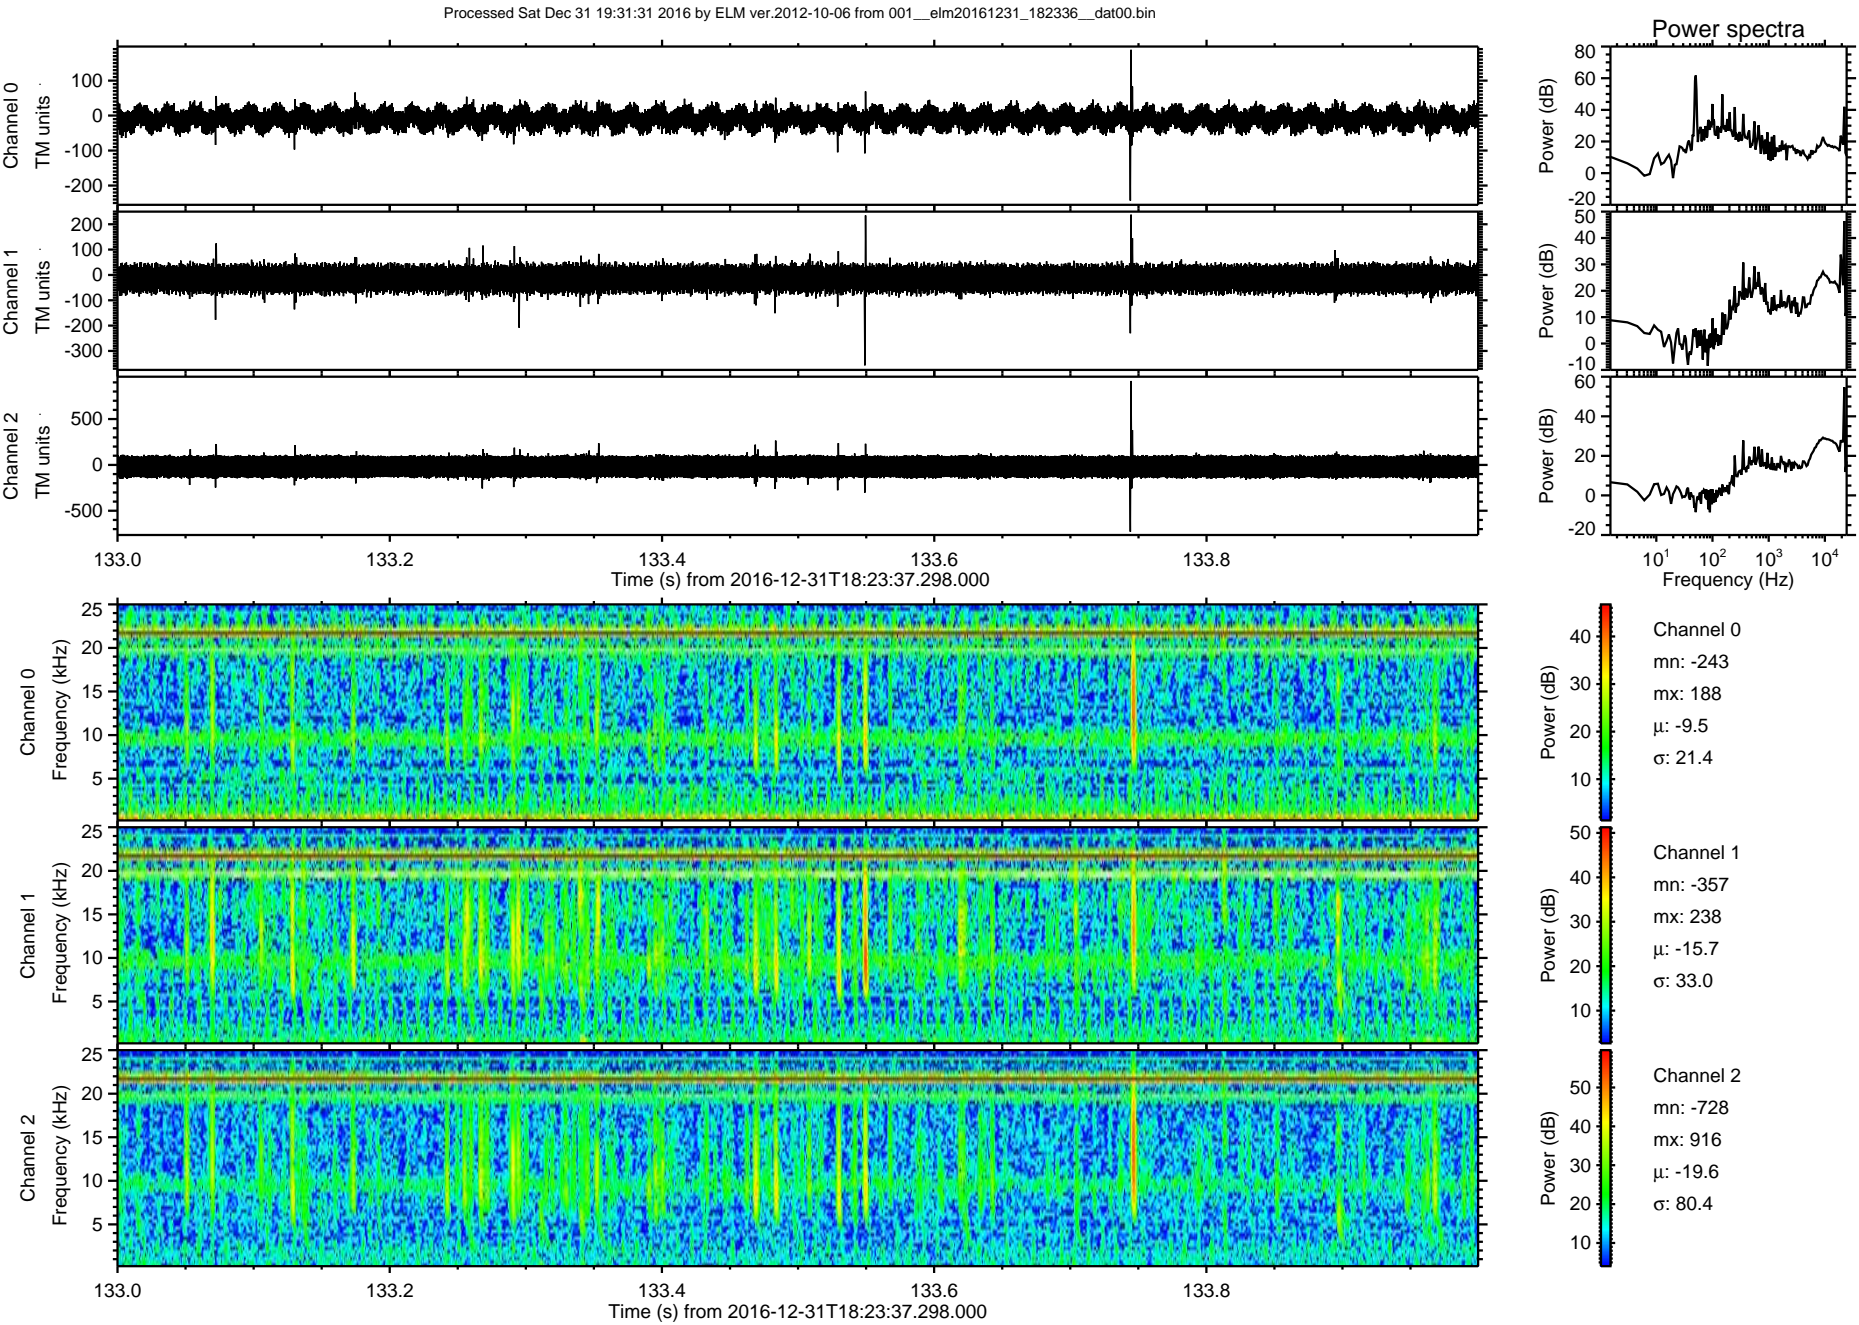 Processed Sat Dec 31 19:31:31 2016 by ELM ver.2012-10-06 from 001__elm20161231_182336__dat00.bin
Power spectra
Channel 0
TM units
100
0
-100
-200
Power (dB)
80
60
40
20
0
-20
Channel 1
TM units
200
100
0
-100
-200
-300
Power (dB)
50
40
30
20
10
0
-10
Channel 2
TM units
500
0
-500
Power (dB)
60
40
20
0
-20
133.0 133.2 133.4 133.6 133.8
Time (s) from 2016-12-31T18:23:37.298.000
10¹ 10² 10³ 10⁴
Frequency (Hz)
Channel 0
Frequency (kHz)
25
20
15
10
5
Power (dB)
40
30
20
10
Channel 0
mn: -243
mx: 188
µ: -9.5
σ: 21.4
Channel 1
Frequency (kHz)
25
20
15
10
5
Power (dB)
50
40
30
20
10
Channel 1
mn: -357
mx: 238
µ: -15.7
σ: 33.0
Channel 2
Frequency (kHz)
25
20
15
10
5
Power (dB)
50
40
30
20
10
Channel 2
mn: -728
mx: 916
µ: -19.6
σ: 80.4
133.0 133.2 133.4 133.6 133.8
Time (s) from 2016-12-31T18:23:37.298.000